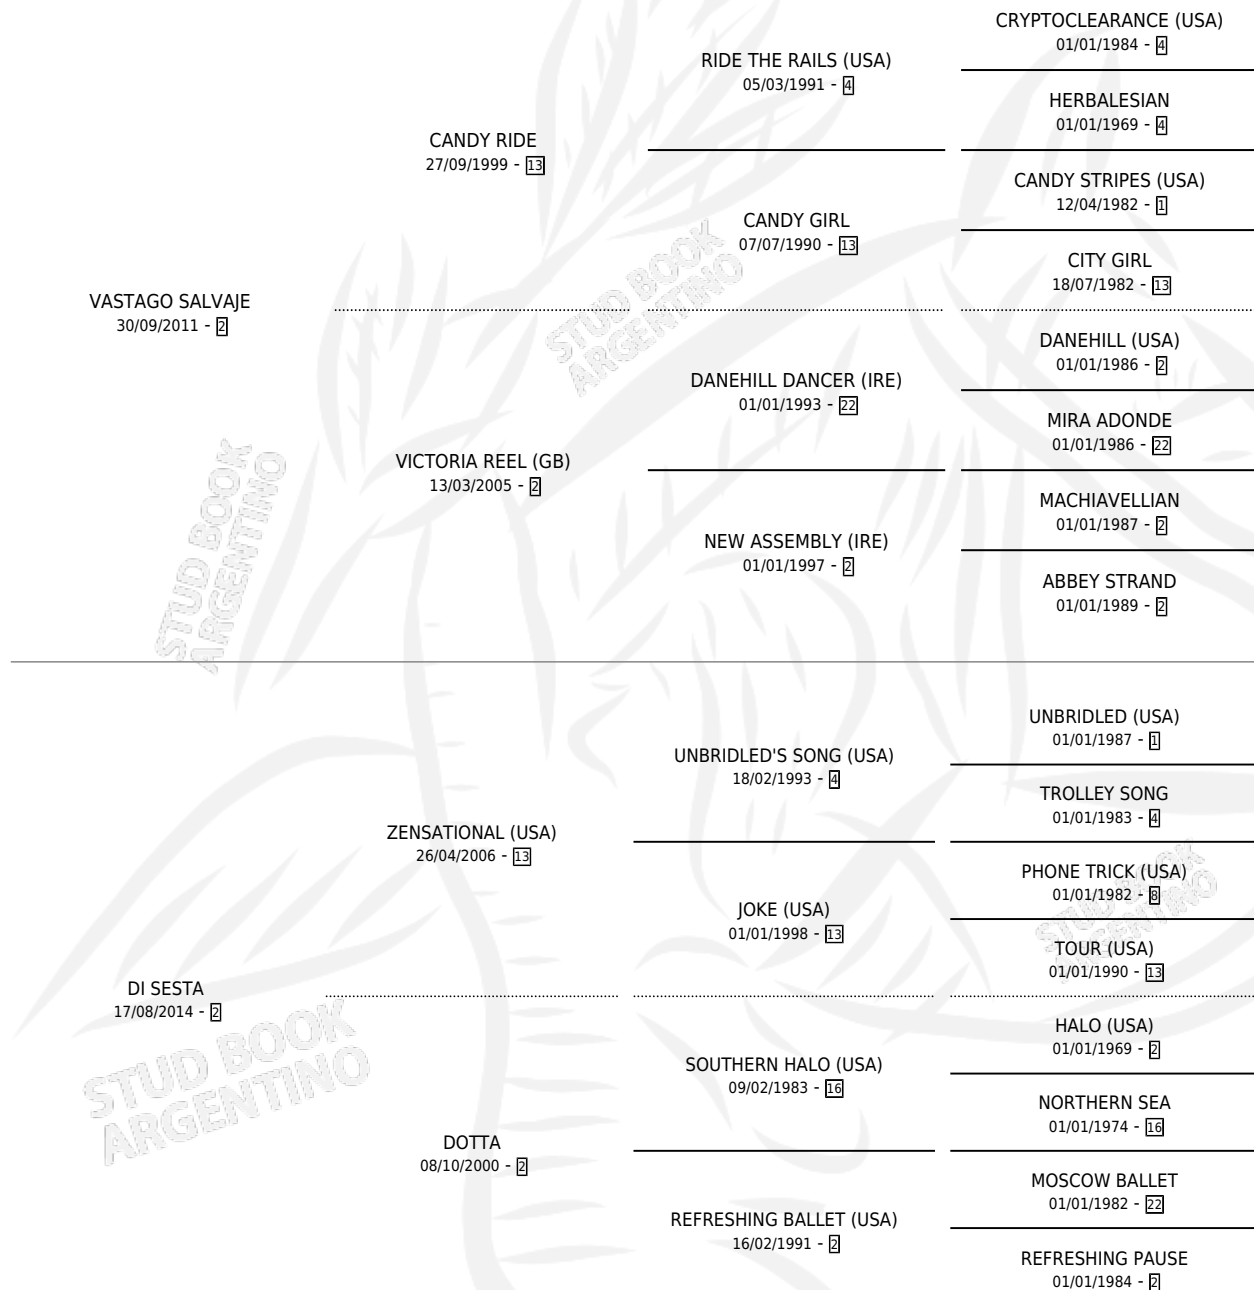 CRYPTOCLEARANCE (USA)
01/01/1984 - 4
RIDE THE RAILS (USA)
05/03/1991 - 4
HERBALESIAN
01/01/1969 - 4
CANDY RIDE
27/09/1999 - 13
CANDY STRIPES (USA)
12/04/1982 - 1
CANDY GIRL
07/07/1990 - 13
CITY GIRL
18/07/1982 - 13
VASTAGO SALVAJE
30/09/2011 - 2
DANEHILL (USA)
01/01/1986 - 2
DANEHILL DANCER (IRE)
01/01/1993 - 22
MIRA ADONDE
01/01/1986 - 22
VICTORIA REEL (GB)
13/03/2005 - 2
MACHIAVELLIAN
01/01/1987 - 2
NEW ASSEMBLY (IRE)
01/01/1997 - 2
ABBEY STRAND
01/01/1989 - 2
UNBRIDLED (USA)
01/01/1987 - 1
UNBRIDLED'S SONG (USA)
18/02/1993 - 4
TROLLEY SONG
01/01/1983 - 4
ZENSATIONAL (USA)
26/04/2006 - 13
PHONE TRICK (USA)
01/01/1982 - 8
JOKE (USA)
01/01/1998 - 13
TOUR (USA)
01/01/1990 - 13
DI SESTA
17/08/2014 - 2
HALO (USA)
01/01/1969 - 2
SOUTHERN HALO (USA)
09/02/1983 - 16
NORTHERN SEA
01/01/1974 - 16
DOTTA
08/10/2000 - 2
MOSCOW BALLET
01/01/1982 - 22
REFRESHING BALLET (USA)
16/02/1991 - 2
REFRESHING PAUSE
01/01/1984 - 2
STUD BOOK
ARGENTINO
STUD BOOK
ARGENTINO
STUD BOOK
ARGENTINO
STUD BOOK
ARGENTINO